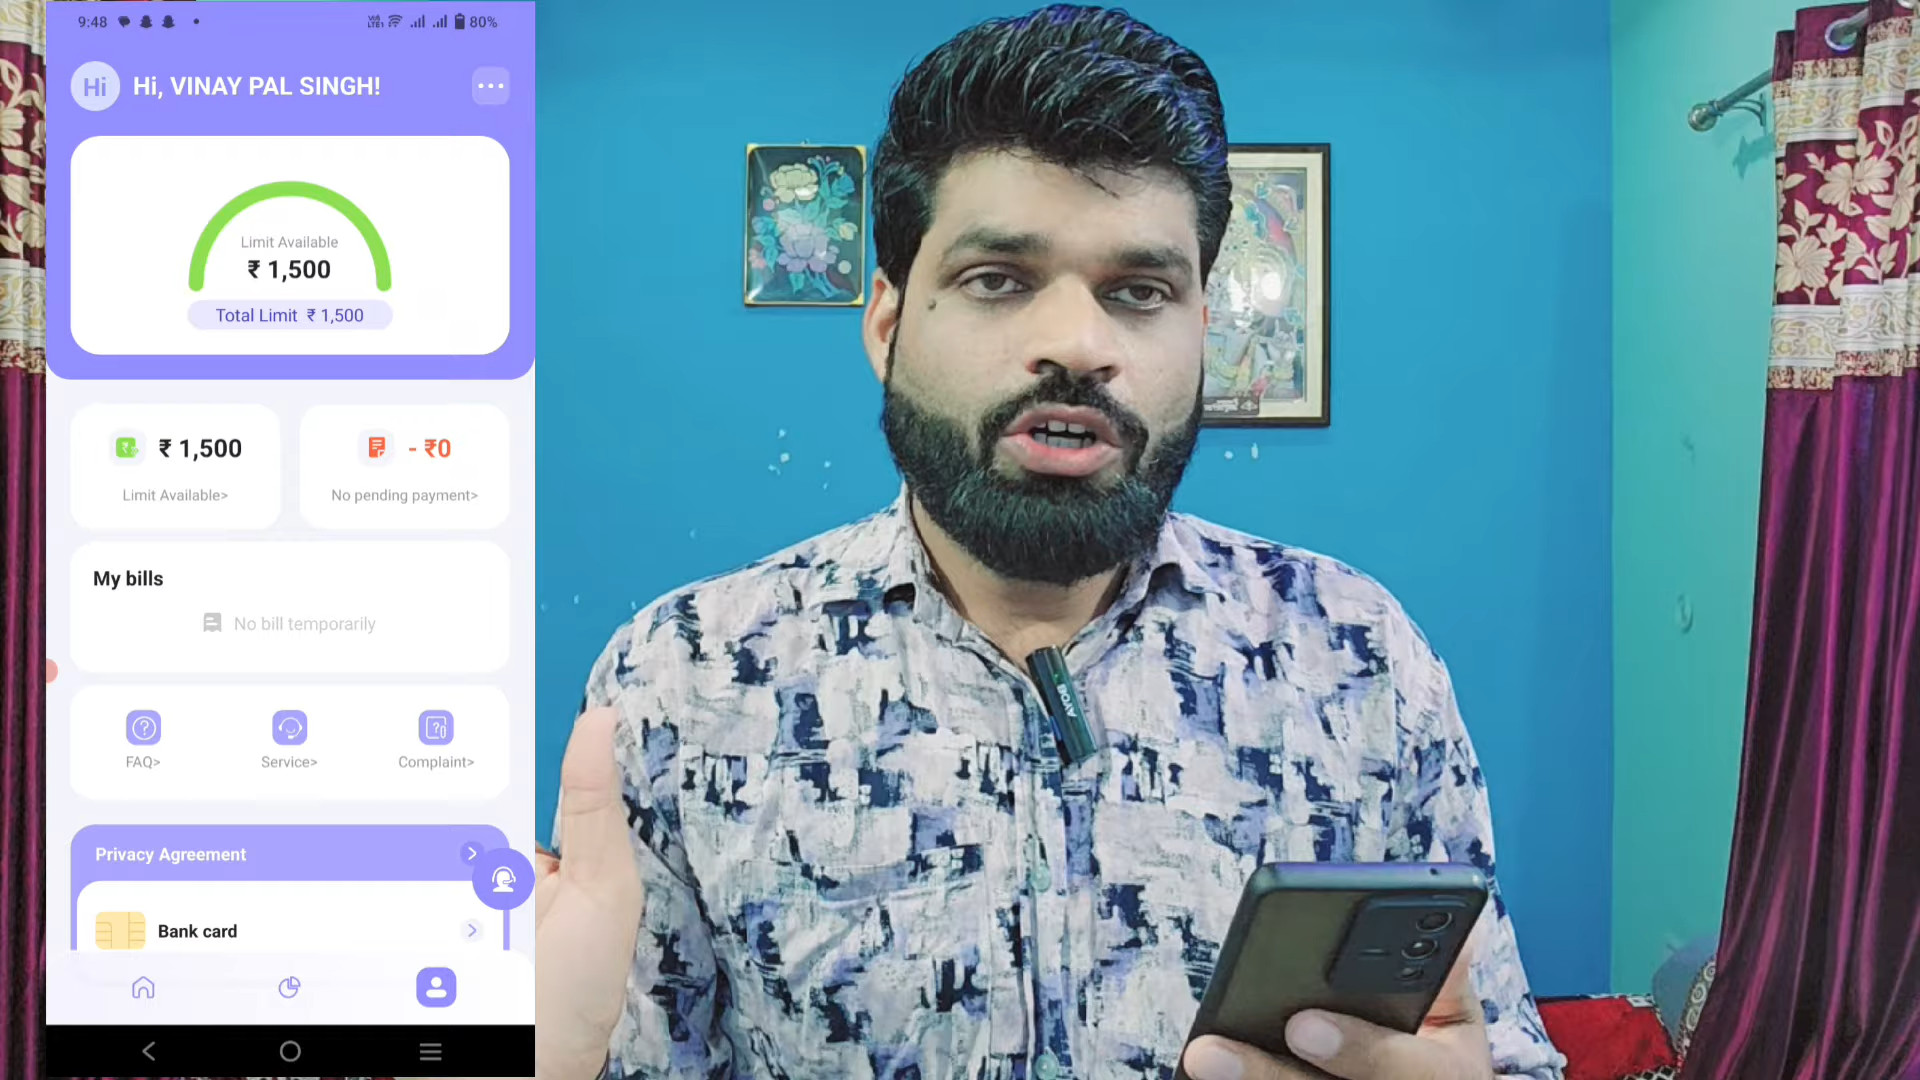 9:48
80%
Hi
Hi, VINAY PAL SINGH!
Limit Available
₹ 1,500
Total Limit ₹ 1,500
₹ 1,500
Limit Available>
- ₹0
No pending payment>
My bills
No bill temporarily
FAQ>
Service>
Complaint>
Privacy Agreement
Bank card
BOYA